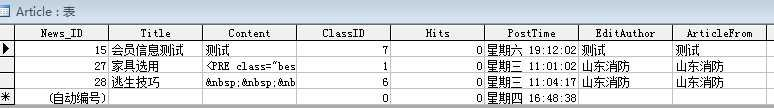 Article : 表
News_ID Title Content ClassID Hits PostTime EditAuthor ArticleFrom
15 会员信息测试 测试 7 0 星期六 19:12:02 测试 测试
27 家具选用 <PRE class="bes 1 0 星期三 11:01:02 山东消防 山东消防
28 逃生技巧 &nbsp;&nbsp;&nb 6 0 星期三 11:04:17 山东消防 山东消防
(自动编号) 0 0 星期四 16:48:38